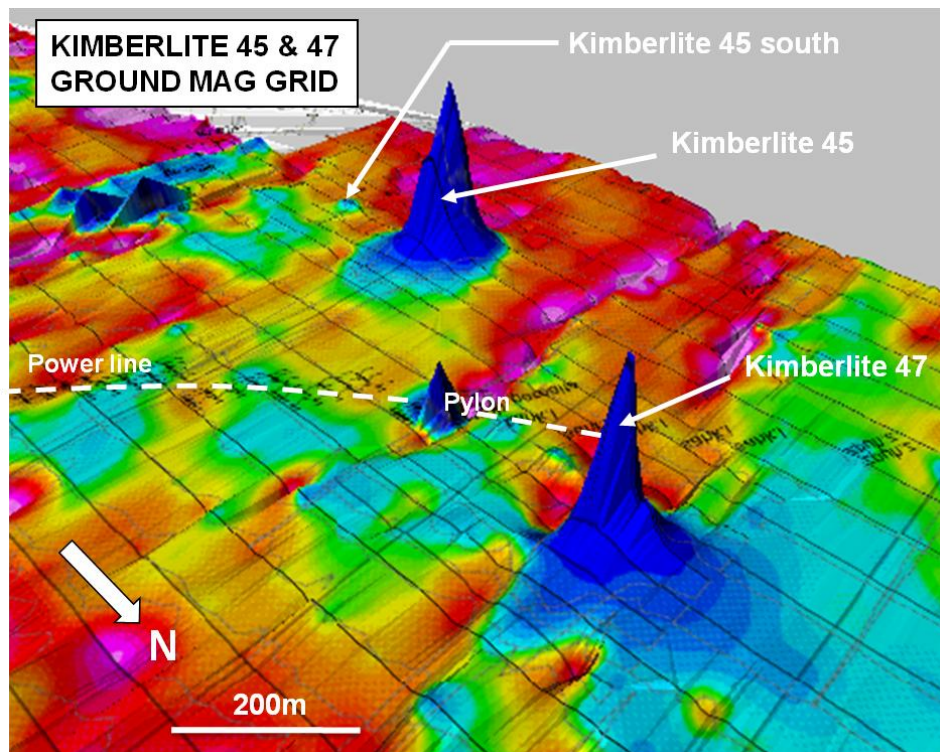 KIMBERLITE 45 & 47
GROUND MAG GRID
Kimberlite 45 south
Kimberlite 45
Kimberlite 47
Power line
Pylon
N
200m